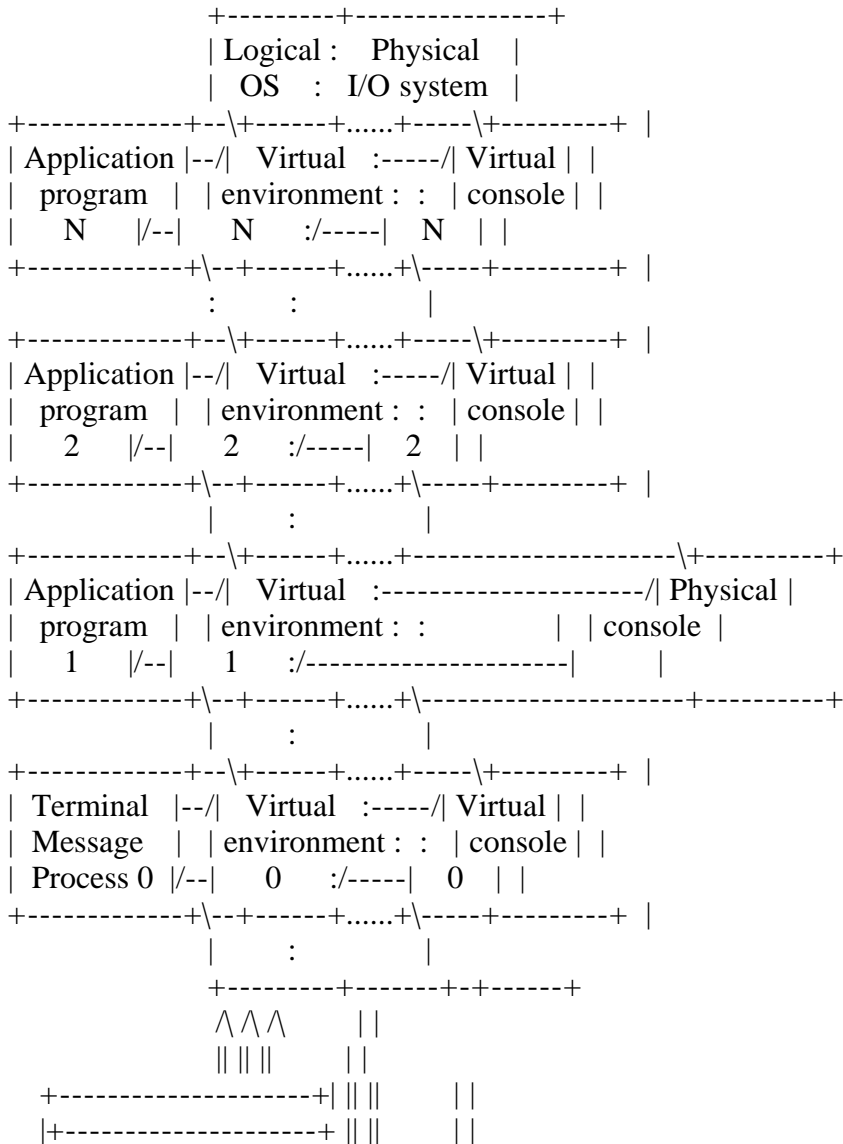 +---------+----------------+
| Logical :    Physical    |
|   OS    :   I/O system   |
+-------------+--\+------+......+-----\+---------+  |
| Application |--/|   Virtual   :-----/| Virtual |  |
|   program   |  | environment :  :   | console |  |
|      N      |/--|      N      :/-----|    N    |  |
+-------------+\--+------+......+\-----+---------+  |
:         :                |
+-------------+--\+------+......+-----\+---------+  |
| Application |--/|   Virtual   :-----/| Virtual |  |
|   program   |  | environment :  :   | console |  |
|      2      |/--|      2      :/-----|    2    |  |
+-------------+\--+------+......+\-----+---------+  |
|         :                |
+-------------+--\+------+......+----------------------\+----------+
| Application |--/|   Virtual   :----------------------/| Physical |
|   program   |  | environment :  :                |  | console  |
|      1      |/--|      1      :/----------------------|          |
+-------------+\--+------+......+\----------------------+----------+
|         :                |
+-------------+--\+------+......+-----\+---------+  |
|  Terminal   |--/|   Virtual   :-----/| Virtual |  |
|  Message    |  | environment :  :   | console |  |
|  Process 0  |/--|      0      :/-----|    0    |  |
+-------------+\--+------+......+\-----+---------+  |
|         :                |
+---------+-------+-+------+
/\ /\ /\         | |
|| || ||         | |
+---------------------+| || ||         | |
|+---------------------+ || ||         | |